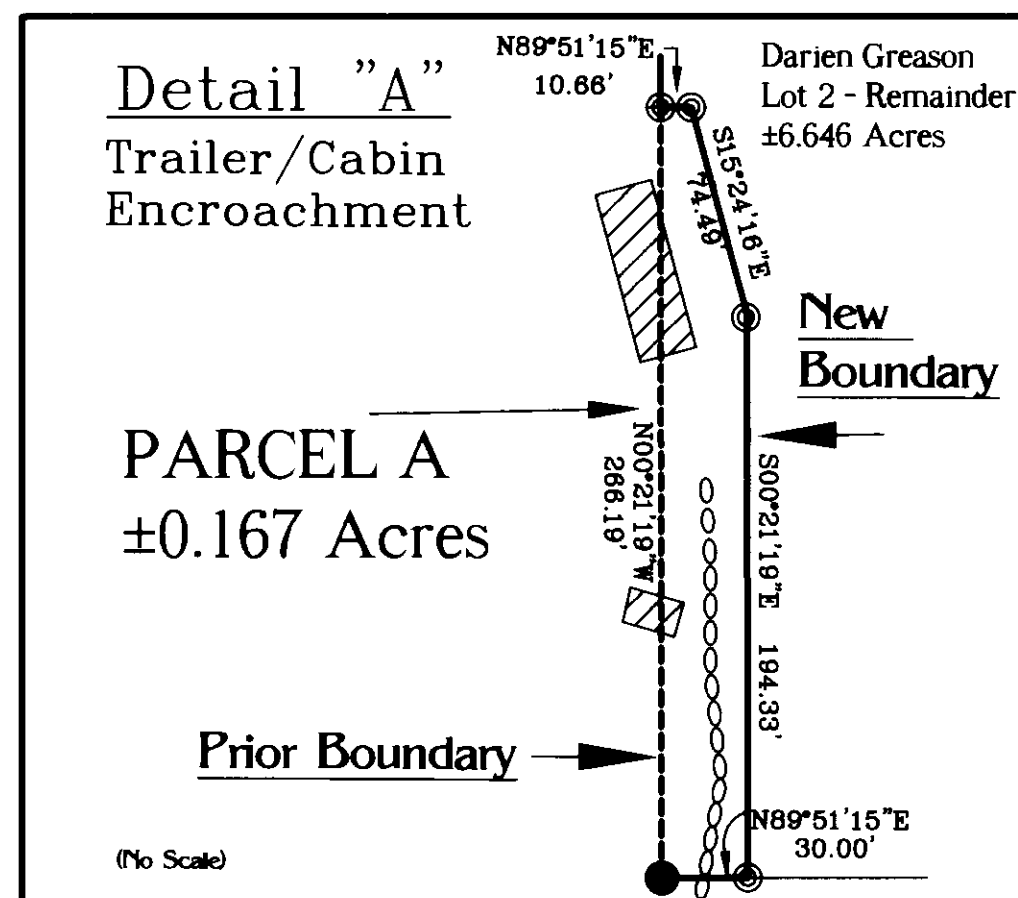 Detail "A"
Trailer/Cabin
Encroachment
N89°51'15"E
10.66'
Darien Greason
Lot 2 - Remainder
±6.646 Acres
S15°24'16"E
74.49'
New
Boundary
PARCEL A
±0.167 Acres
N00°21'19"W
266.19'
S00°21'19"E 194.33'
Prior Boundary
N89°51'15"E
30.00'
(No Scale)